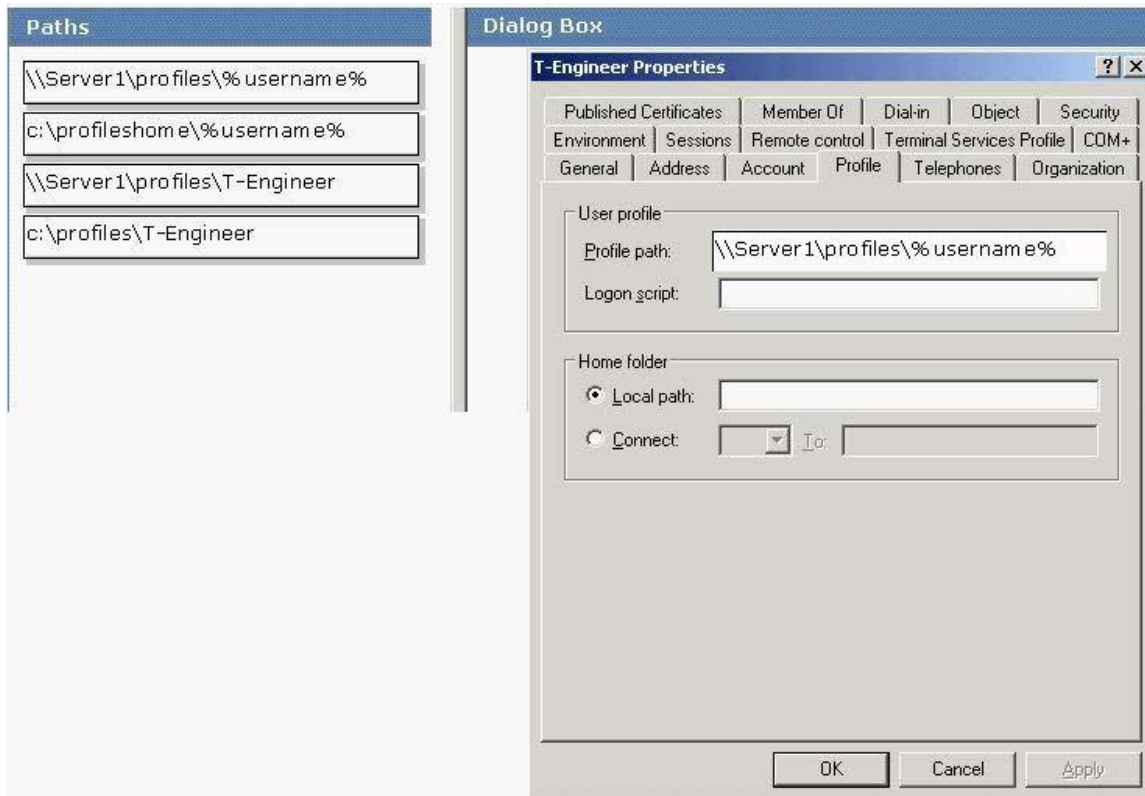 Paths
\\Server1\profiles\%username%
c:\profileshome\%username%
\\Server1\profiles\T-Engineer
c:\profiles\T-Engineer
Dialog Box
T-Engineer Properties
Published Certificates Member Of Dial-in Object Security
Environment Sessions Remote control Terminal Services Profile COM+
General Address Account Profile Telephones Organization
User profile
Profile path: \\Server1\profiles\%username%
Logon script:
Home folder
Local path:
Connect: To:
OK Cancel Apply